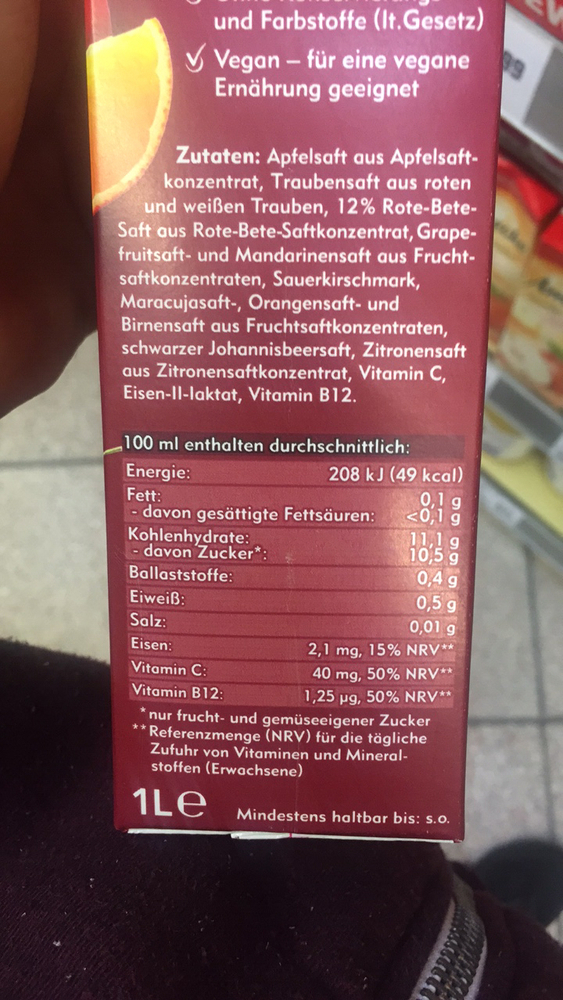 und Farbstoffe (lt.Gesetz)
Vegan – für eine vegane
Ernährung geeignet
Zutaten: Apfelsaft aus Apfelsaft-
konzentrat, Traubensaft aus roten
und weißen Trauben, 12% Rote-Bete-
Saft aus Rote-Bete-Saftkonzentrat, Grape-
fruitsaft- und Mandarinensaft aus Frucht-
saftkonzentraten, Sauerkirschmark,
Maracujasaft-, Orangensaft- und
Birnensaft aus Fruchtsaftkonzentraten,
schwarzer Johannisbeersaft, Zitronensaft
aus Zitronensaftkonzentrat, Vitamin C,
Eisen-II-laktat, Vitamin B12.
100 ml enthalten durchschnittlich:
Energie: 208 kJ (49 kcal)
Fett: 0,1 g
- davon gesättigte Fettsäuren: <0,1 g
Kohlenhydrate: 11,1 g
- davon Zucker*: 10,5 g
Ballaststoffe: 0,4 g
Eiweiß: 0,5 g
Salz: 0,01 g
Eisen: 2,1 mg, 15% NRV**
Vitamin C: 40 mg, 50% NRV**
Vitamin B12: 1,25 µg, 50% NRV**
*nur frucht- und gemüseeigener Zucker
**Referenzmenge (NRV) für die tägliche
Zufuhr von Vitaminen und Mineral-
stoffen (Erwachsene)
1L e Mindestens haltbar bis: s.o.